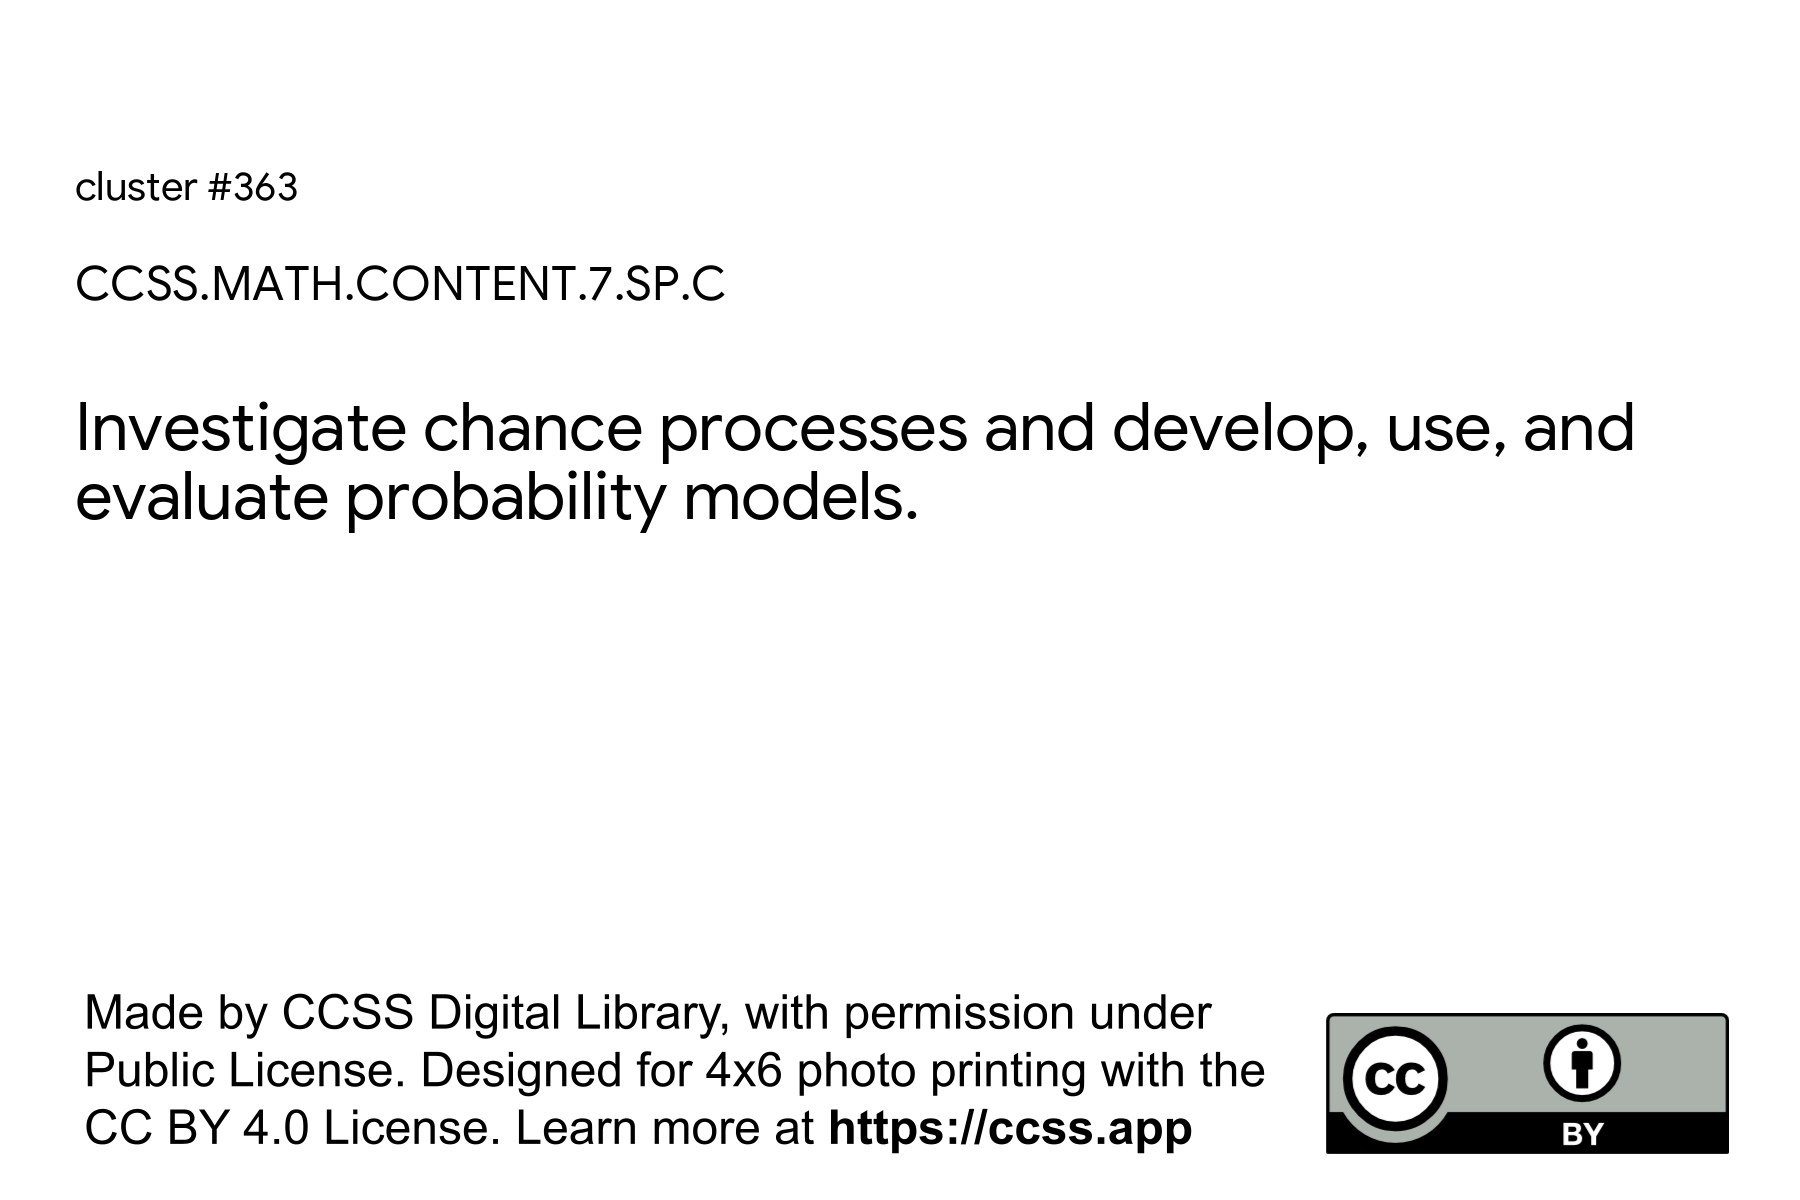 cluster #363
CCSS.MATH.CONTENT.7.SP.C
Investigate chance processes and develop, use, and
evaluate probability models.
Made by CCSS Digital Library, with permission under
Public License. Designed for 4x6 photo printing with the
CC BY 4.0 License. Learn more at https://ccss.app
CC
BY